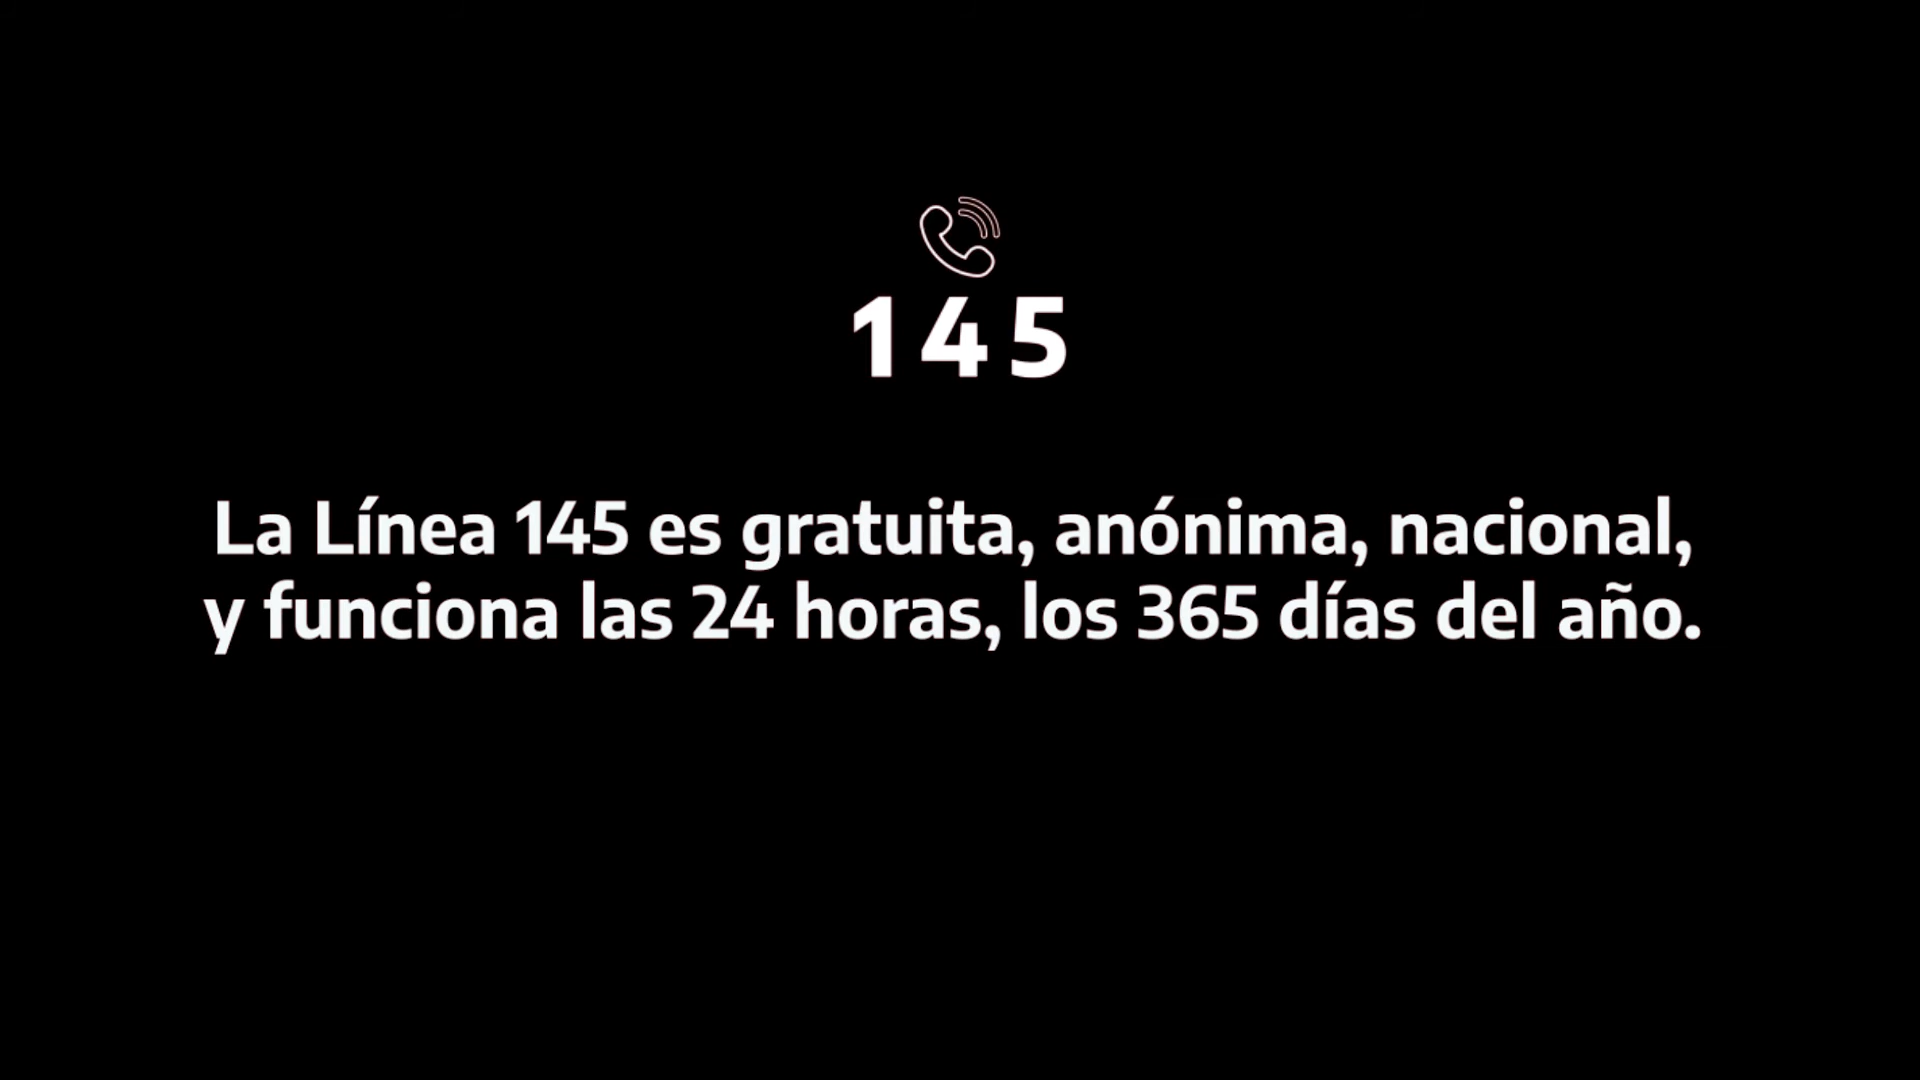 145
La Línea 145 es gratuita, anónima, nacional,
y funciona las 24 horas, los 365 días del año.